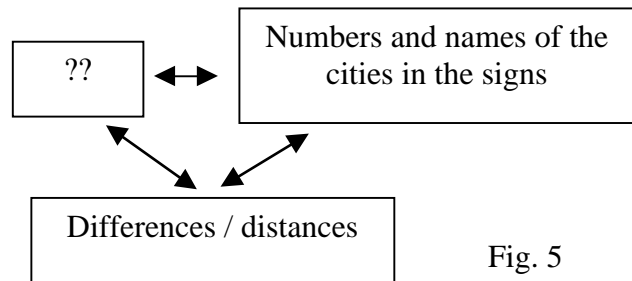 ??
Numbers and names of the
cities in the signs
Differences / distances
Fig. 5